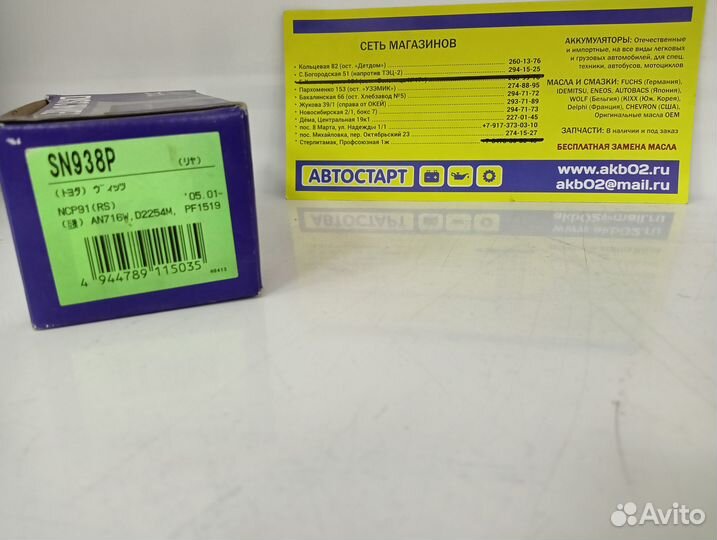 SN938P
(リヤ)
(トヨタ) ヴィッツ '05.01~
NCP91(RS)
(関) AN716W,D2254M, PF1519
4 944789 115035
СЕТЬ МАГАЗИНОВ
• Кольцевая 82 (ост. «Детдом») 260-13-76
• С.Богородская 51 (напротив ТЭЦ-2) 294-15-25
• Пархоменко 153 (ост. «УЗЭМИК») 274-88-95
• Бакалинская 66 (ост. Хлебзавод №5) 294-71-72
• Жукова 39/1 (справа от ОКЕЙ) 293-71-89
• Новосибирская 2/1, бокс 7) 294-71-73
• Дёма, Центральная 19к1 227-01-45
• пос. 8 Марта, ул. Надежды 1/1 +7-917-373-03-10
• пос. Михайловка, пер. Октябрьский 23 274-15-27
• Стерлитамак, Профсоюзная 1ж
АВТОСТАРТ
АККУМУЛЯТОРЫ: Отечественные
и импортные, на все виды легковых
и грузовых автомобилей, для спец.
техники, автобусов, мотоциклов
МАСЛА И СМАЗКИ: FUCHS (Германия),
IDEMITSU, ENEOS, AUTOBACS (Япония),
WOLF (Бельгия) (KIXX (Юж. Корея),
Delphi (Франция), CHEVRON (США),
Оригинальные масла ОЕМ
ЗАПЧАСТИ: В наличии и под заказ
БЕСПЛАТНАЯ ЗАМЕНА МАСЛА
www.akb02.ru
akb02@mail.ru
Avito